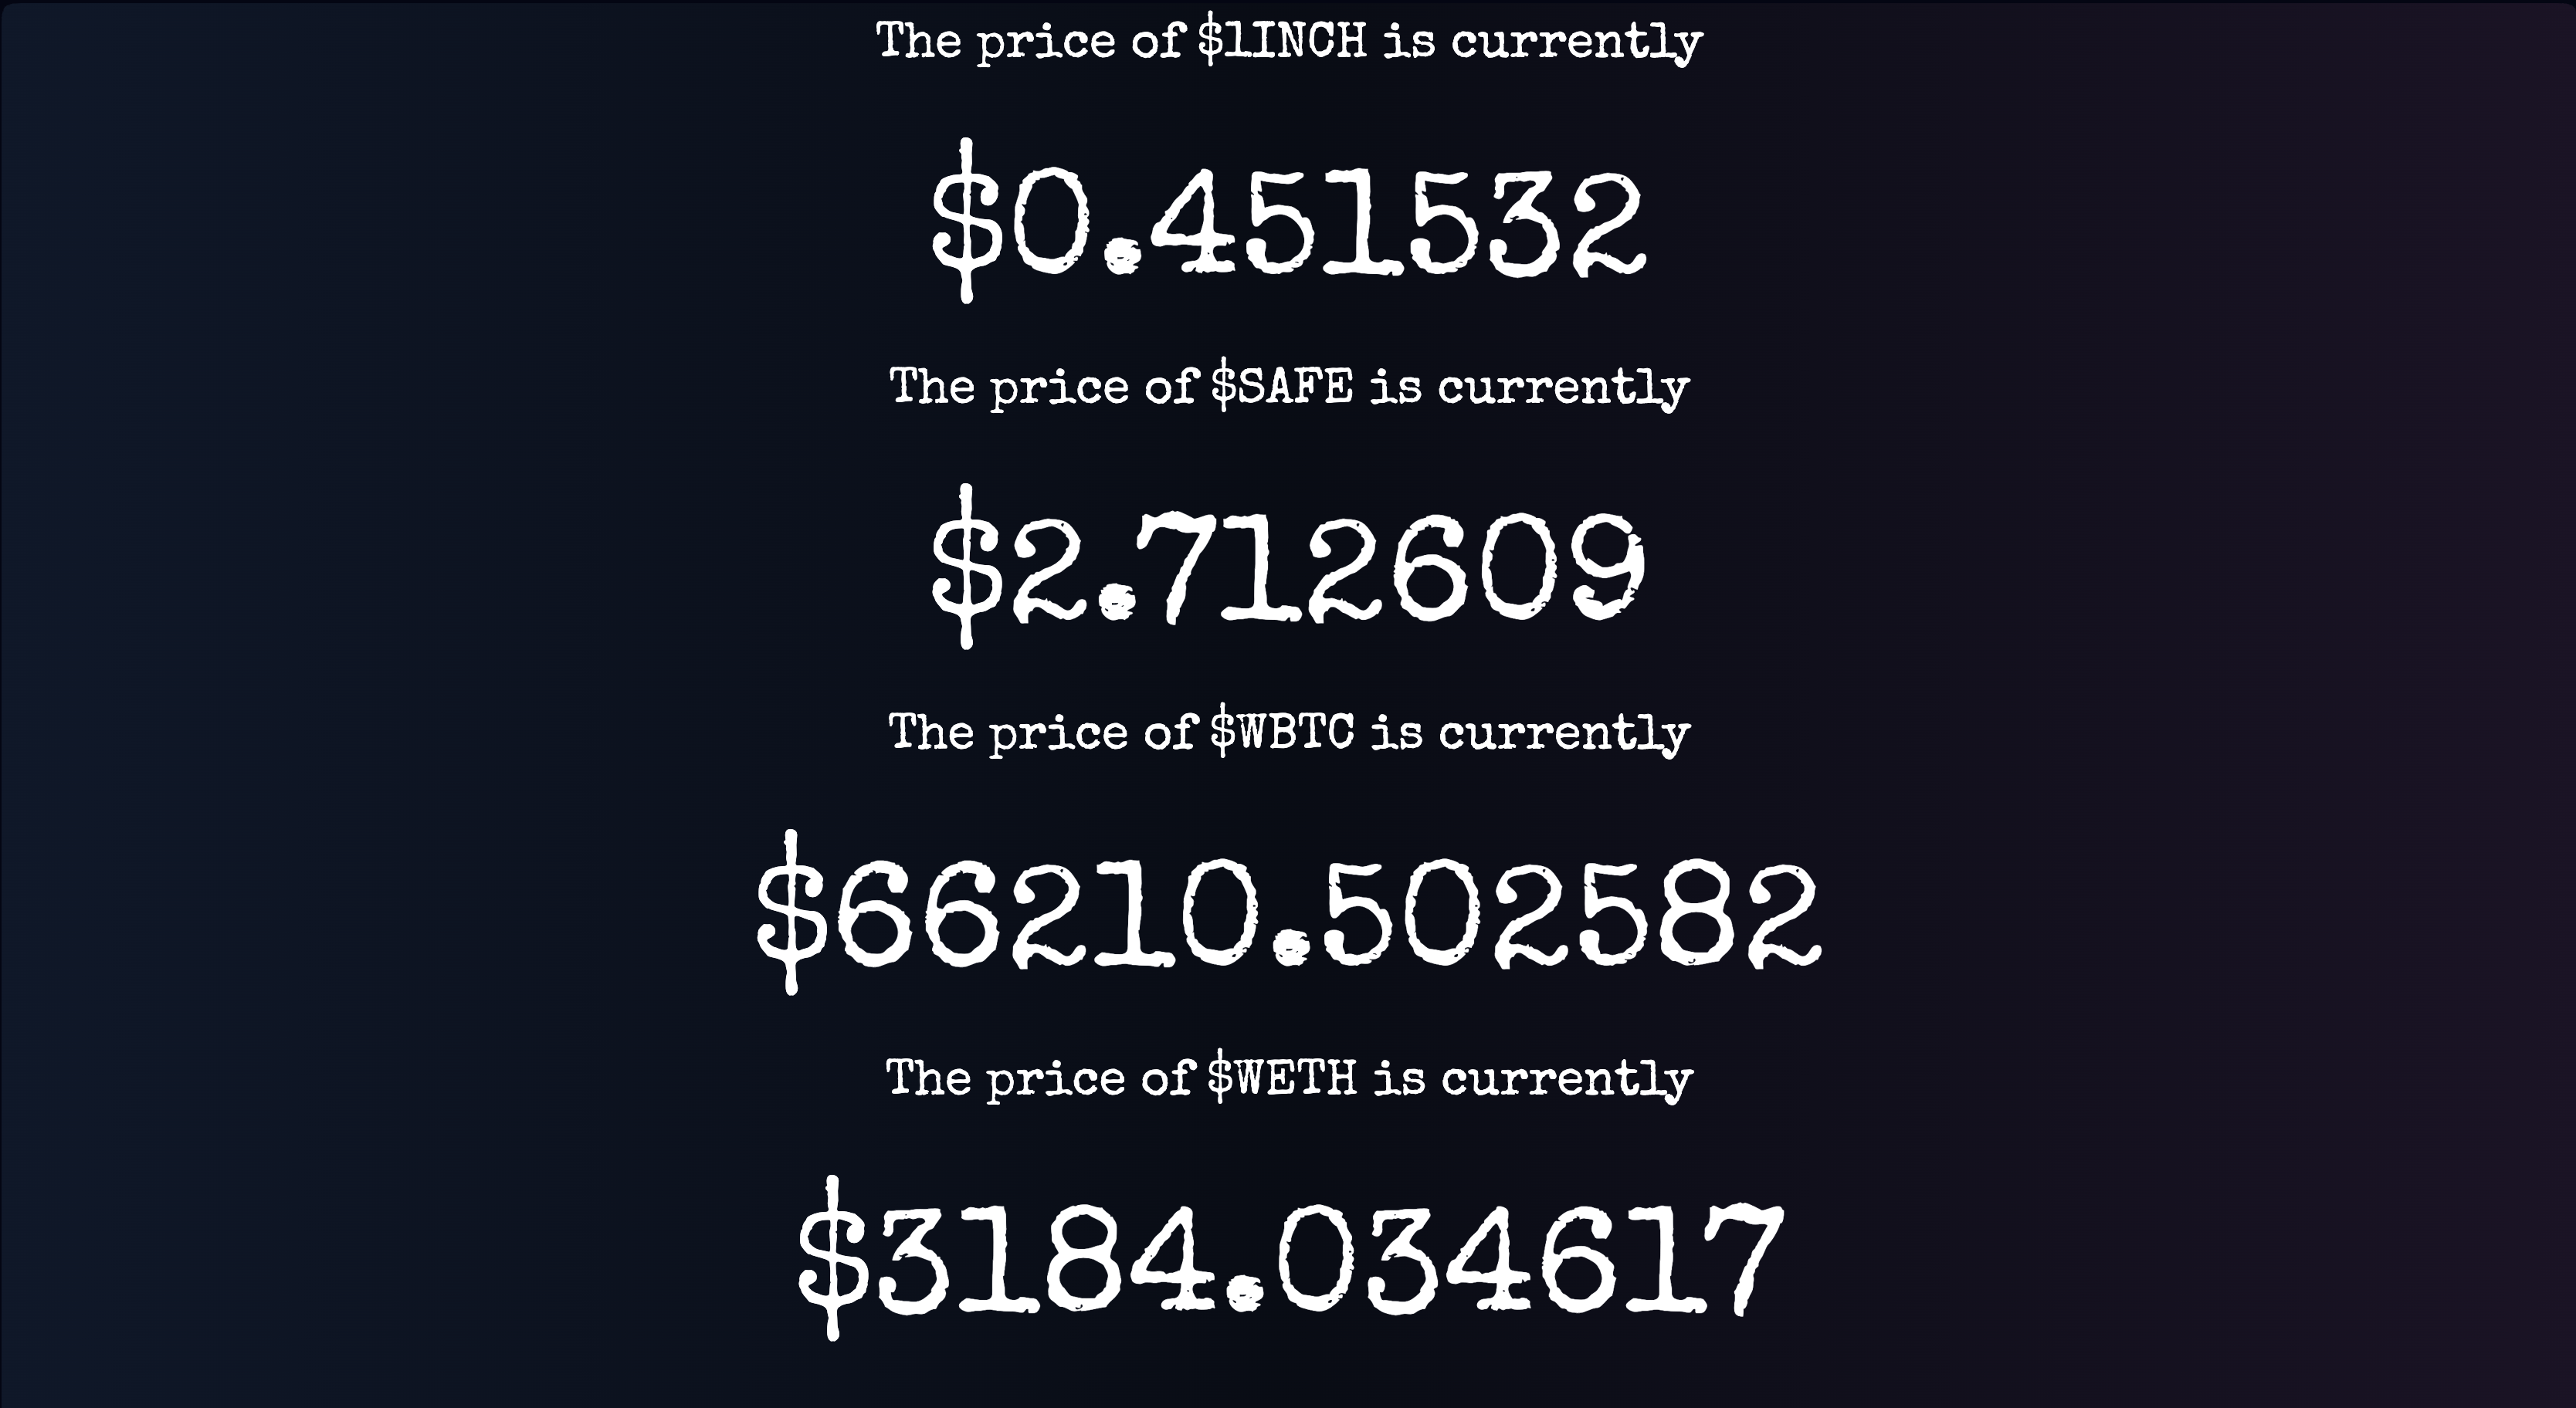 The price of $1INCH is currently
$0.451532
The price of $SAFE is currently
$2.712609
The price of $WBTC is currently
$66210.502582
The price of $WETH is currently
$3184.034617